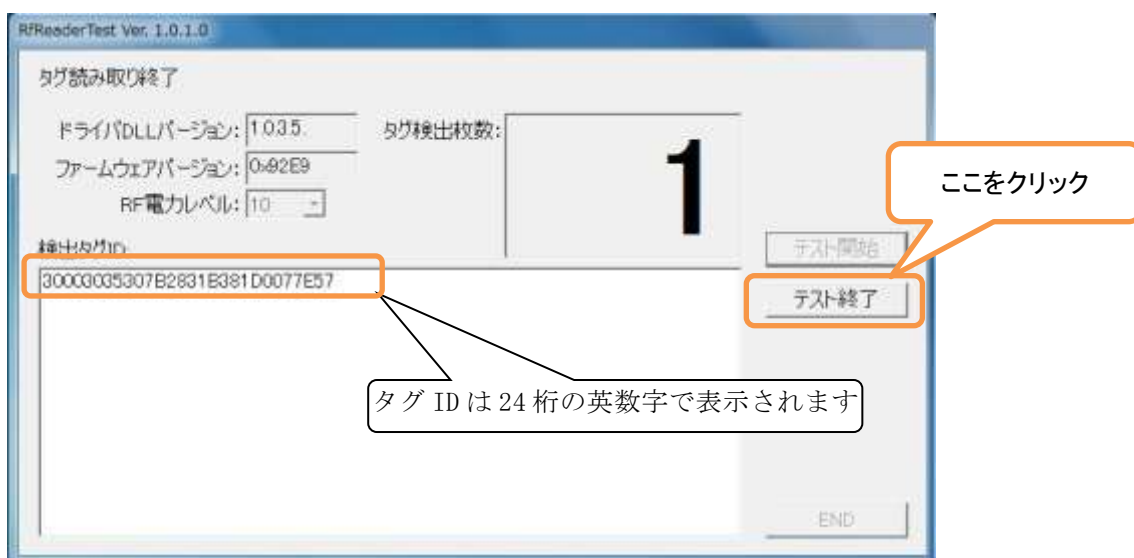 RfReaderTest Ver. 1.0.1.0
タグ読み取り終了
ドライバDLLバージョン: 1.0.3.5.
タグ検出枚数: 1
ファームウェアバージョン: 0x92E9
RF電力レベル: 10
ここをクリック
検出タグID
テスト開始
30003035307B2831B381D0077E57
テスト終了
タグ ID は 24 桁の英数字で表示されます
END